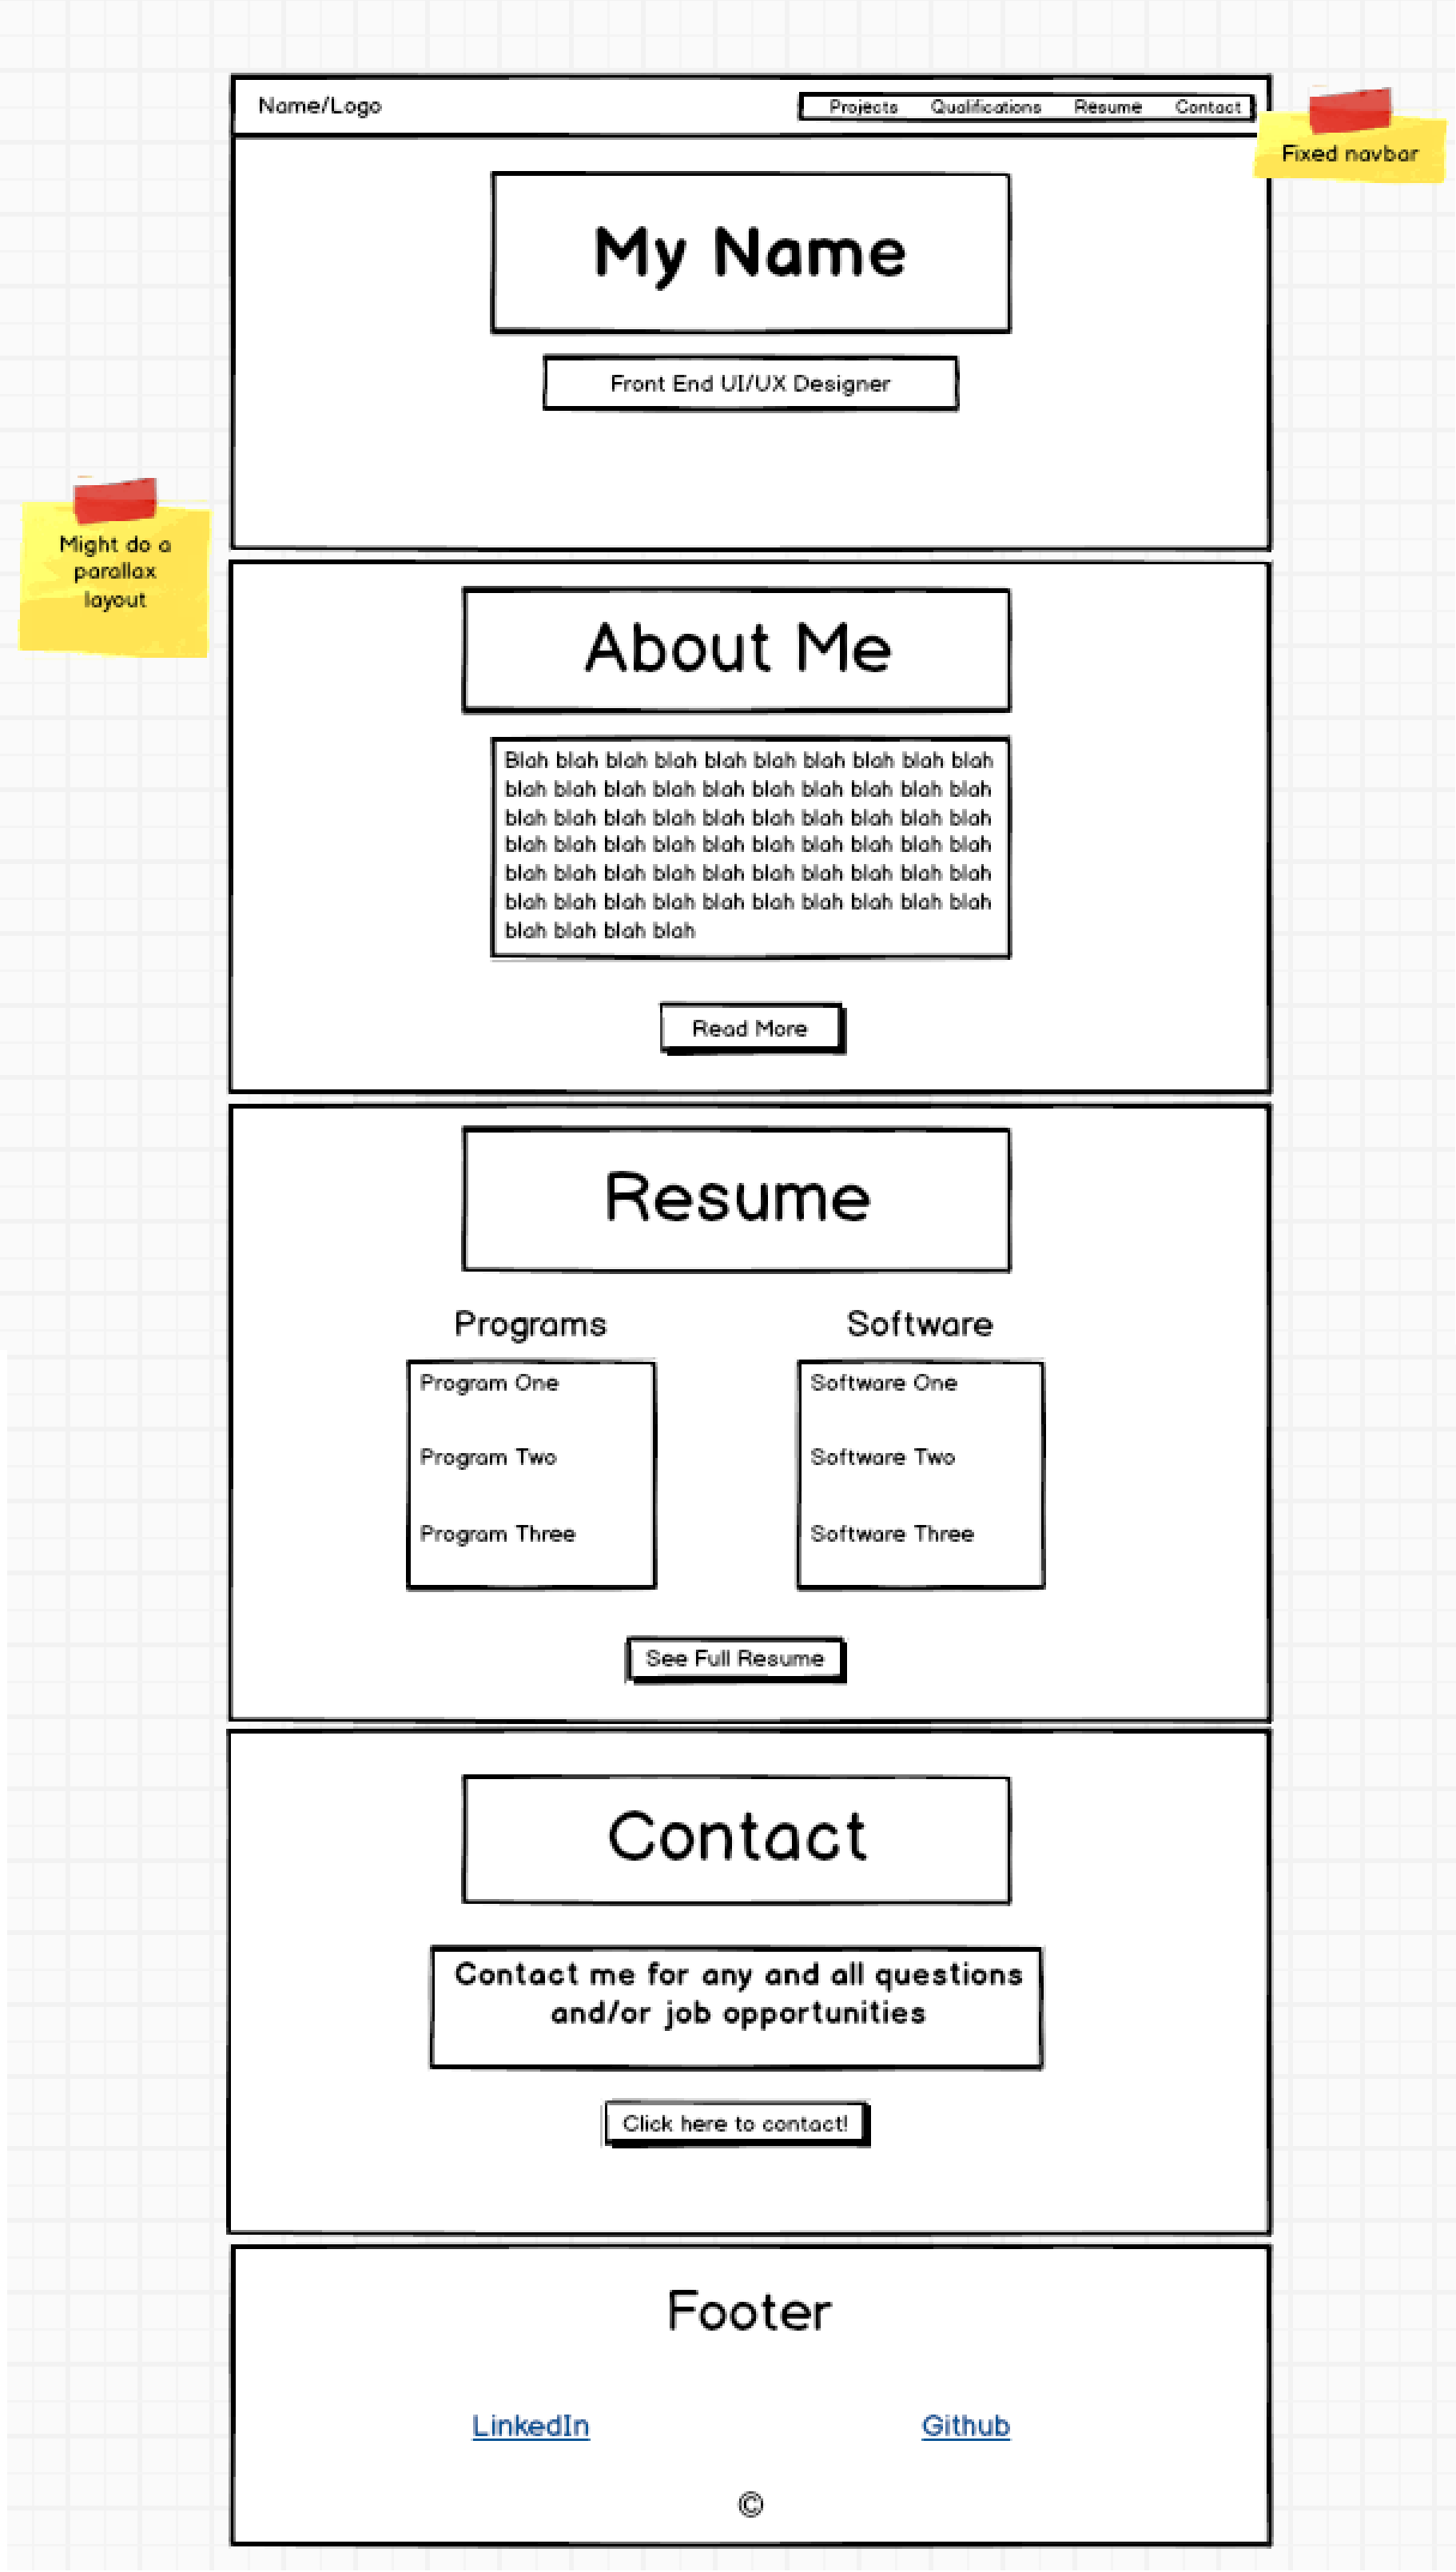 Name/Logo
Projects Qualifications Resume Contact
Fixed navbar
My Name
Front End UI/UX Designer
Might do a
parallax
layout
About Me
Blah blah blah blah blah blah blah blah blah blah
blah blah blah blah blah blah blah blah blah blah
blah blah blah blah blah blah blah blah blah blah
blah blah blah blah blah blah blah blah blah blah
blah blah blah blah blah blah blah blah blah blah
blah blah blah blah blah blah blah blah blah blah
blah blah blah blah
Read More
Resume
Programs
Software
Program One
Program Two
Program Three
Software One
Software Two
Software Three
See Full Resume
Contact
Contact me for any and all questions
and/or job opportunities
Click here to contact!
Footer
LinkedIn
Github
©